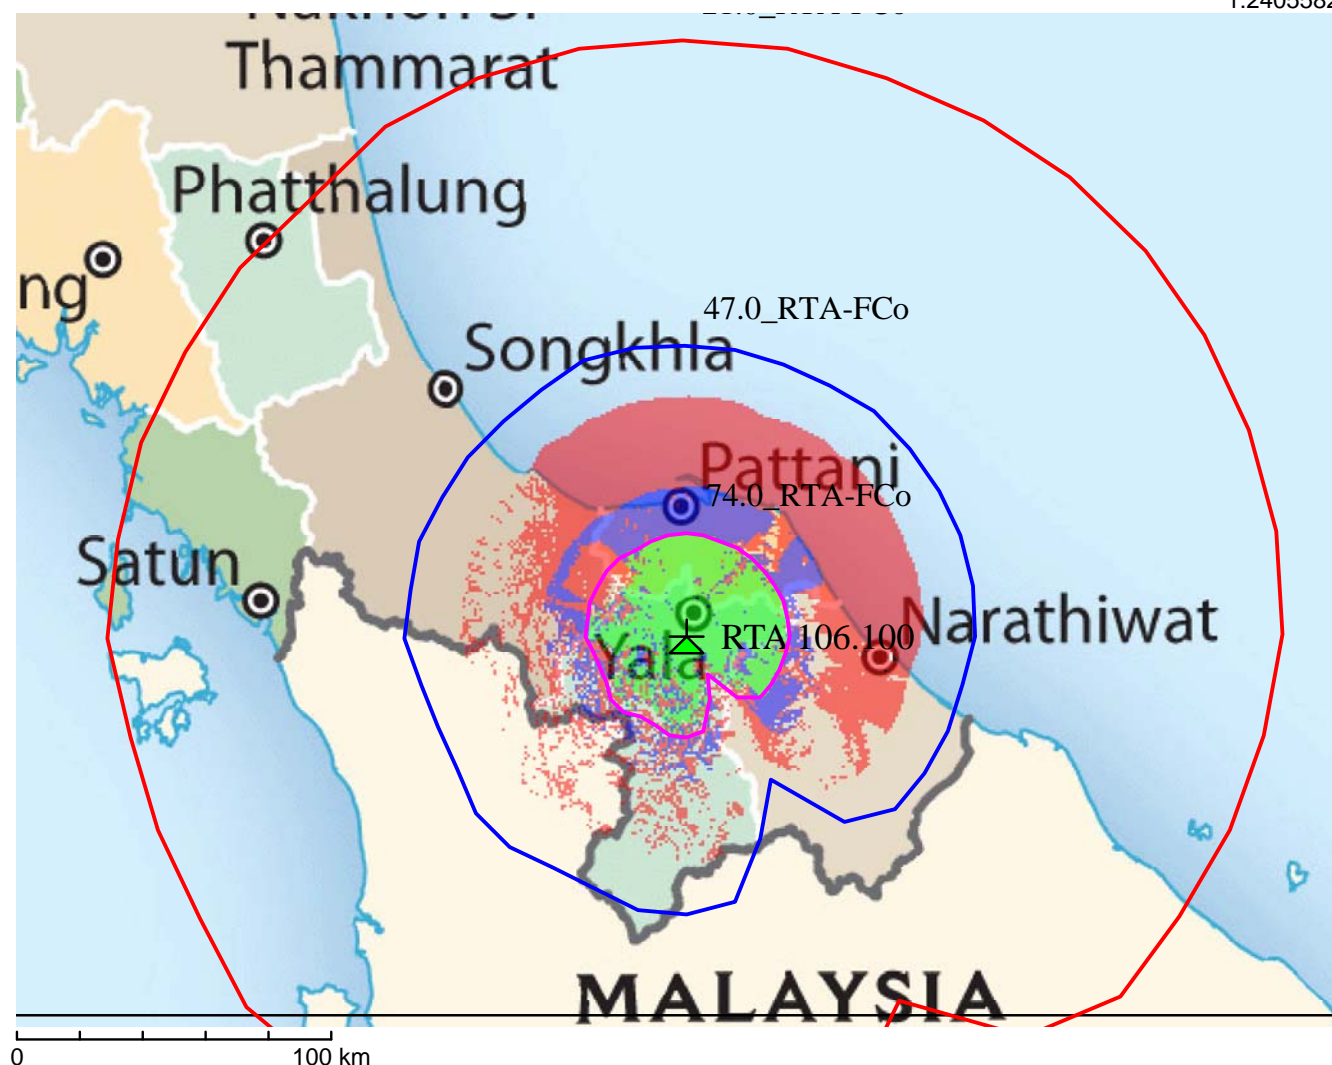 Thammarat
Phatthalung
ng
47.0_RTA-FCo
Songkhla
Pattani
74.0_RTA-FCo
Satun
Narathiwat
RTA 106.100
Yala
MALAYSIA
0 100 km